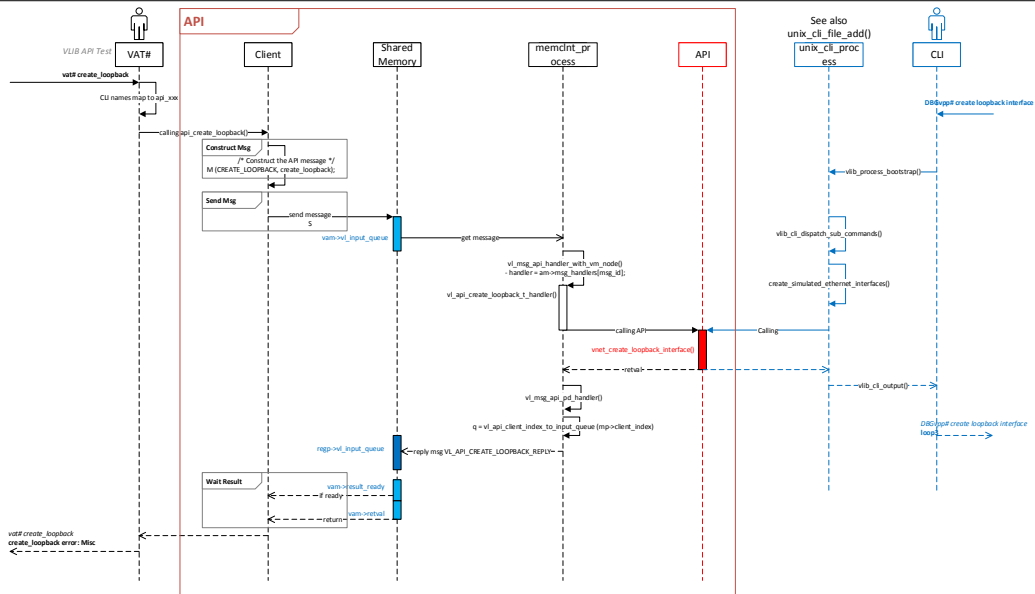 API
See also
unix_cli_file_add()
VLIB API Test
VAT#
Client
Shared
Memory
memclnt_pr
ocess
API
unix_cli_proc
ess
CLI
vat# create_loopback
CLI names map to api_xxx
DBGvpp# create loopback interface
calling api_create_loopback()
Construct Msg
/* Construct the API message */
M (CREATE_LOOPBACK, create_loopback);
vlib_process_bootstrap()
Send Msg
send message
S
vam->vl_input_queue
get message
vlib_cli_dispatch_sub_commands()
vl_msg_api_handler_with_vm_node()
- handler = am->msg_handlers[msg_id];
create_simulated_ethernet_interfaces()
vl_api_create_loopback_t_handler()
calling API
Calling
vnet_create_loopback_interface()
retval
vlib_cli_output()
vl_msg_api_pd_handler()
q = vl_api_client_index_to_input_queue (mp->client_index)
DBGvpp# create loopback interface
regp->vl_input_queue
reply msg VL_API_CREATE_LOOPBACK_REPLY
Wait Result
vam->result_ready
if ready
vam->retval
return
vat# create_loopback
create_loopback error: Misc